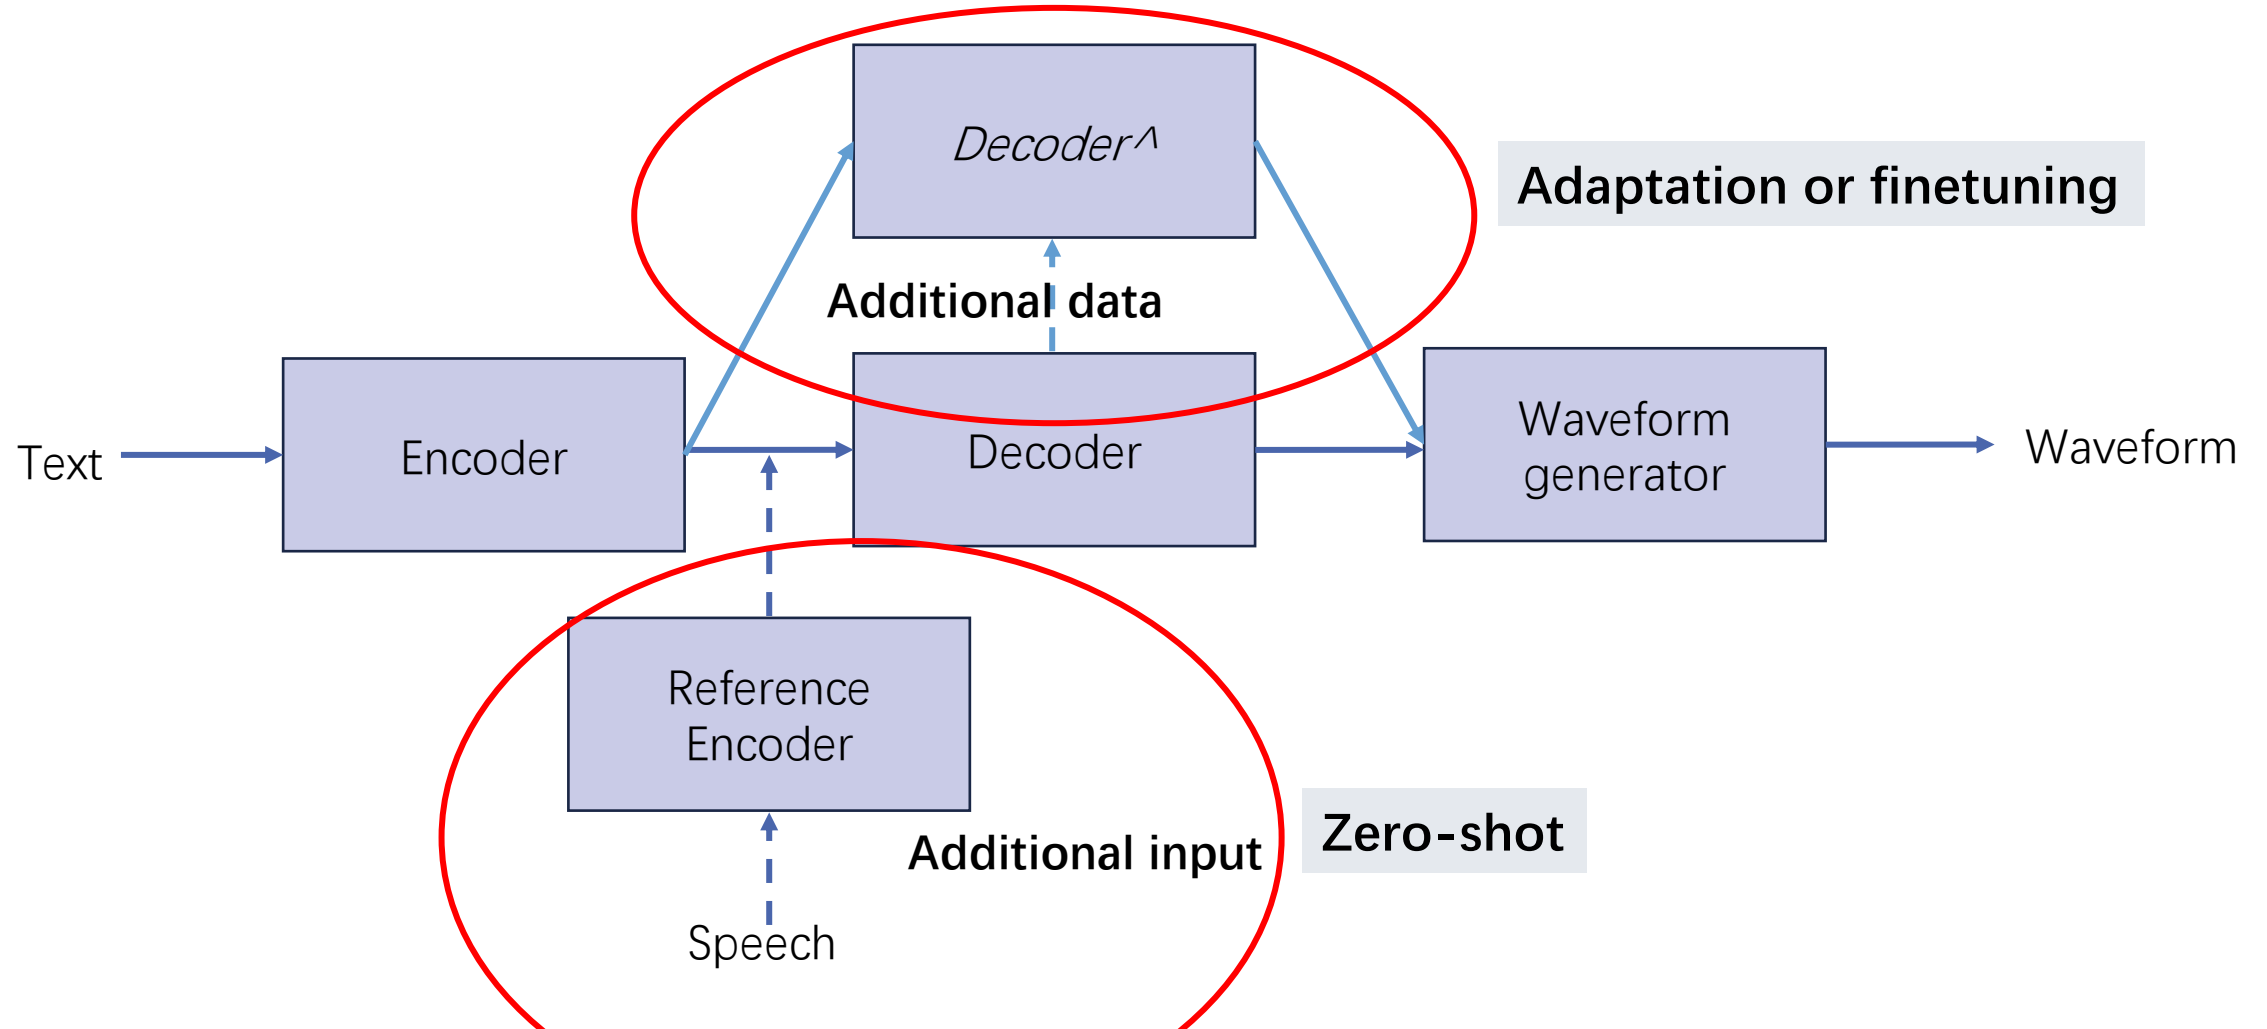 Decoder^
Adaptation or finetuning
Additional data
Text
Encoder
Decoder
Waveform
generator
Waveform
Reference
Encoder
Additional input
Zero-shot
Speech